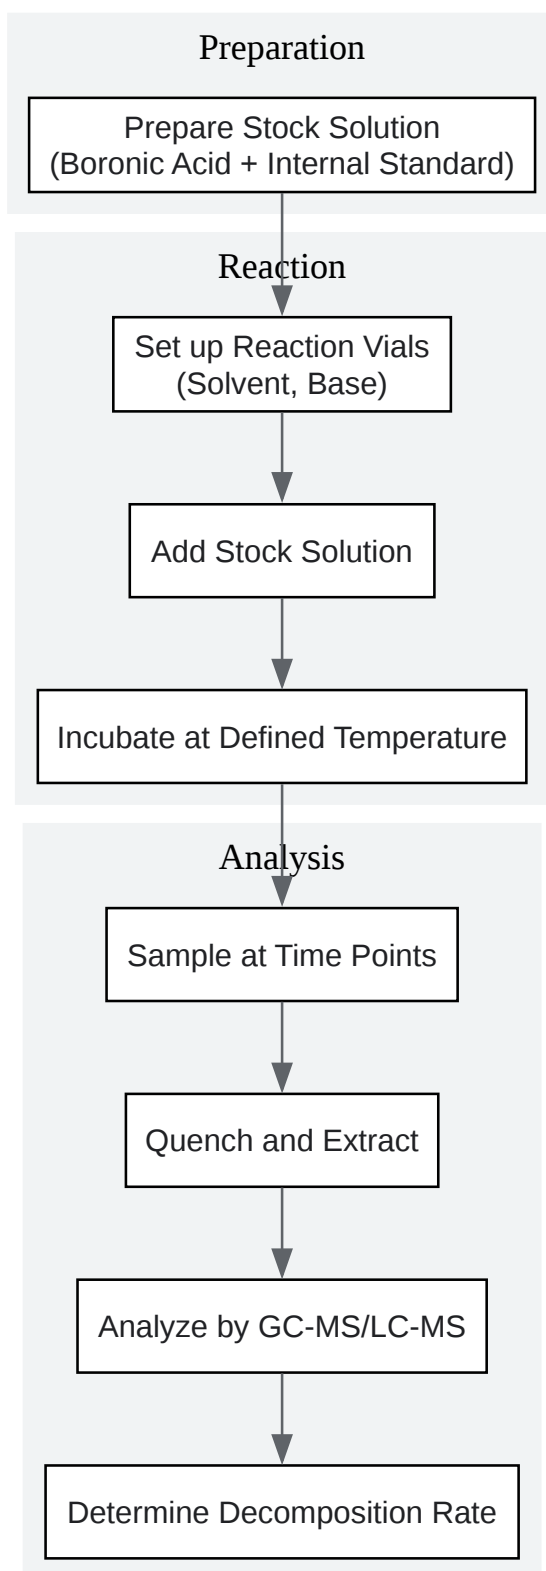 Preparation
Prepare Stock Solution
(Boronic Acid + Internal Standard)
Reaction
Set up Reaction Vials
(Solvent, Base)
Add Stock Solution
Incubate at Defined Temperature
Analysis
Sample at Time Points
Quench and Extract
Analyze by GC-MS/LC-MS
Determine Decomposition Rate